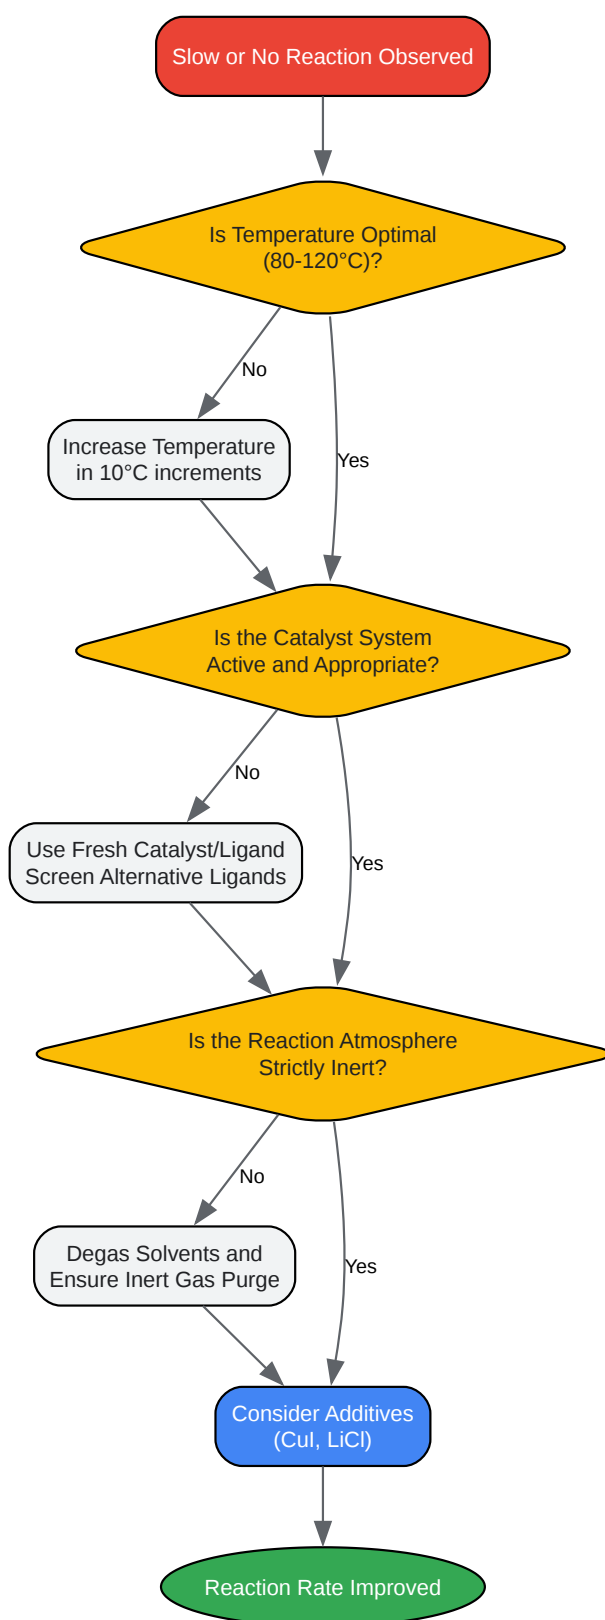 Slow or No Reaction Observed
Is Temperature Optimal
(80-120°C)?
No
Increase Temperature
in 10°C increments
Yes
Is the Catalyst System
Active and Appropriate?
No
Use Fresh Catalyst/Ligand
Screen Alternative Ligands
Yes
Is the Reaction Atmosphere
Strictly Inert?
No
Degas Solvents and
Ensure Inert Gas Purge
Yes
Consider Additives
(CuI, LiCl)
Reaction Rate Improved